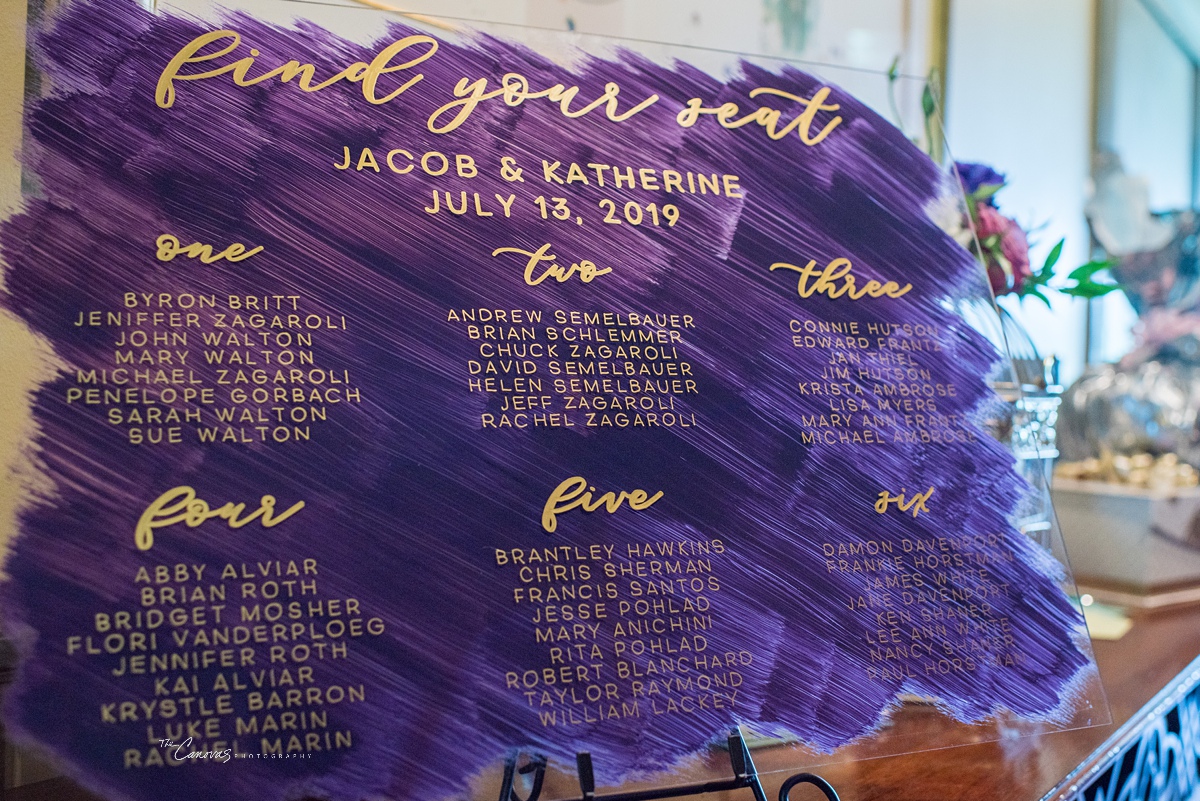 find your seat
JACOB & KATHERINE
JULY 13, 2019
one
BYRON BRITT
JENIFFER ZAGAROLI
JOHN WALTON
MARY WALTON
MICHAEL ZAGAROLI
PENELOPE GORBACH
SARAH WALTON
SUE WALTON
two
ANDREW SEMELBAUER
BRIAN SCHLEMMER
CHUCK ZAGAROLI
DAVID SEMELBAUER
HELEN SEMELBAUER
JEFF ZAGAROLI
RACHEL ZAGAROLI
three
CONNIE HUTSON
EDWARD FRANTZ
JAN THIEL
JIM HUTSON
KRISTA AMBROSE
LISA MYERS
MARY ANN FRANTZ
MICHAEL AMBROSE
four
ABBY ALVIAR
BRIAN ROTH
BRIDGET MOSHER
FLORI VANDERPLOEG
JENNIFER ROTH
KAI ALVIAR
KRYSTLE BARRON
LUKE MARIN
MARIN
five
BRANTLEY HAWKINS
CHRIS SHERMAN
FRANCIS SANTOS
JESSE POHLAD
MARY ANICHINI
RITA POHLAD
ROBERT BLANCHARD
TAYLOR RAYMOND
WILLIAM LACKEY
six
DAMON DAVENPORT
FRANKIE HORSTMAN
JAMES WHITE
JANE DAVENPORT
KEN SHANER
LEE ANN WHITE
NANCY SHANER
PAUL HORSTMAN
The Canovas PHOTOGRAPHY